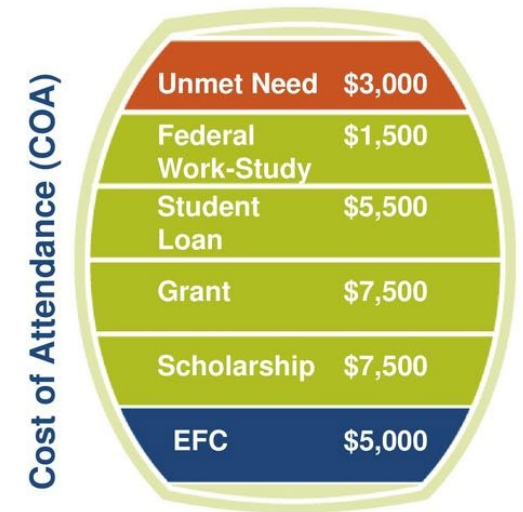 Cost of Attendance (COA)
Unmet Need $3,000
Federal $1,500
Work-Study
Student $5,500
Loan
Grant $7,500
Scholarship $7,500
EFC $5,000